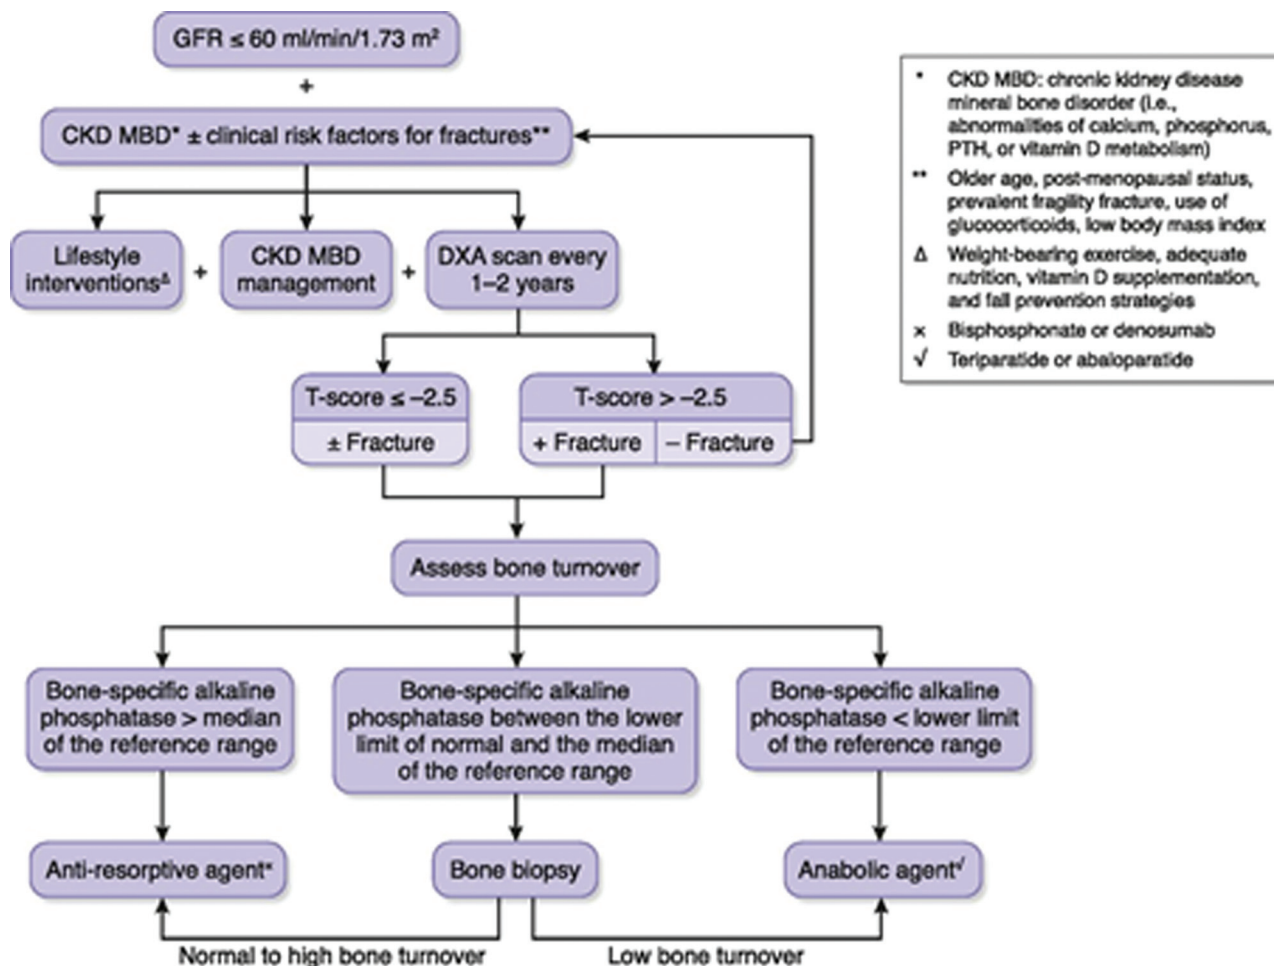 GFR ≤ 60 ml/min/1.73 m²
+
CKD MBD* ± clinical risk factors for fractures**
Lifestyle
interventionsᐃ
+
CKD MBD
management
+
DXA scan every
1–2 years
T-score ≤ –2.5
± Fracture
T-score > –2.5
+ Fracture
– Fracture
Assess bone turnover
Bone-specific alkaline
phosphatase > median
of the reference range
Bone-specific alkaline
phosphatase between the lower
limit of normal and the median
of the reference range
Bone-specific alkaline
phosphatase < lower limit
of the reference range
Anti-resorptive agentˣ
Bone biopsy
Anabolic agent√
Normal to high bone turnover
Low bone turnover
* CKD MBD: chronic kidney disease
mineral bone disorder (i.e.,
abnormalities of calcium, phosphorus,
PTH, or vitamin D metabolism)
** Older age, post-menopausal status,
prevalent fragility fracture, use of
glucocorticoids, low body mass index
Δ Weight-bearing exercise, adequate
nutrition, vitamin D supplementation,
and fall prevention strategies
× Bisphosphonate or denosumab
√ Teriparatide or abaloparatide